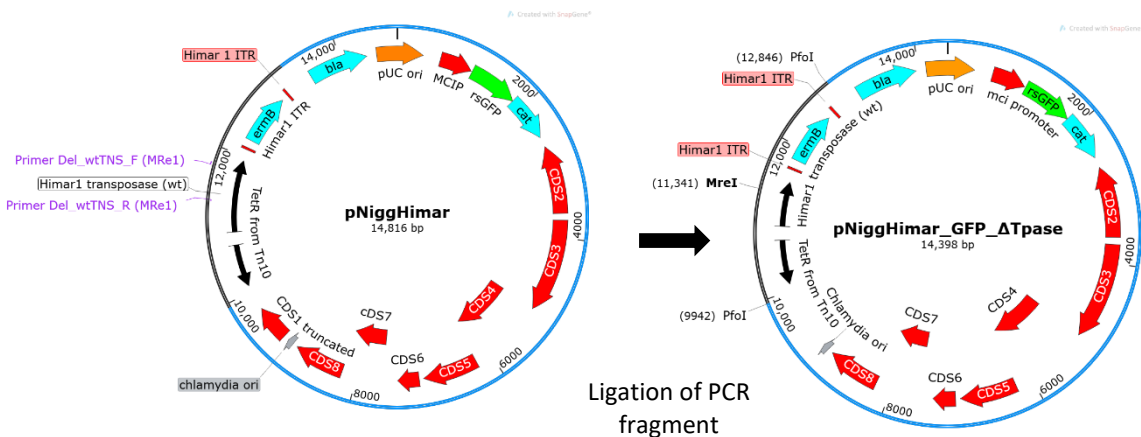 Created with SnapGene®
Himar 1 ITR
14,000
bla
pUC ori
MCIP
rsGFP
2000
cat
ermB
Himar1 ITR
Primer Del_wtTNS_F (MRe1)
12,000
Himar1 transposase (wt)
Primer Del_wtTNS_R (MRe1)
TetR from Tn10
pNiggHimar
14,816 bp
CDS2
4000
CDS3
CDS4
10,000
CDS1 truncated
cDS7
chlamydia ori
CDS8
CDS6
CDS5
6000
8000
Created with SnapGene
(12,846) PfoI
14,000
Himar1 ITR
bla
pUC ori
mci promoter
rsGFP
2000
cat
ermB
Himar1 ITR
12,000
(11,341) MreI
Himar1 transposase (wt)
pNiggHimar_GFP_ΔTpase
14,398 bp
CDS2
4000
CDS3
TetR from Tn10
(9942) PfoI
10,000
Chlamydia ori
CDS4
CDS7
CDS8
CDS6
CDS5
6000
8000
Ligation of PCR
fragment